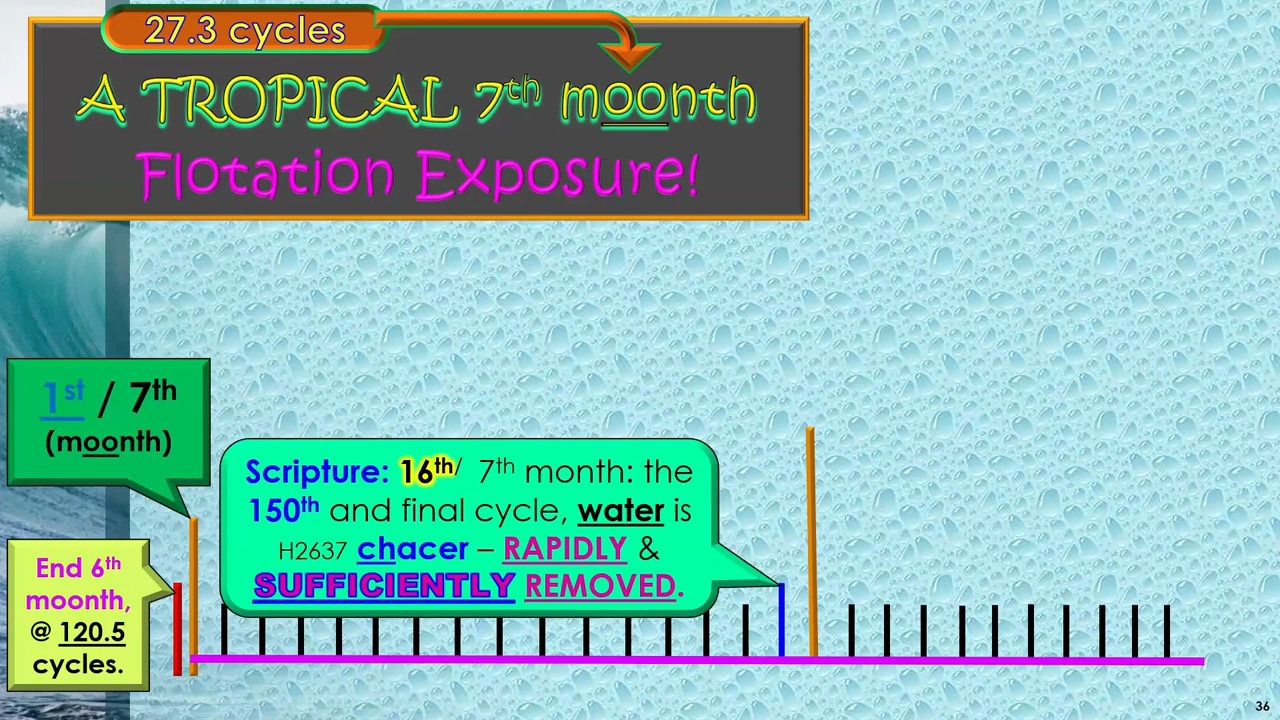 27.3 cycles
A TROPICAL 7th moonth
Flotation Exposure!
1st / 7th
(moonth)
Scripture: 16th/ 7th month: the
150th and final cycle, water is
H2637 chacer – RAPIDLY &
SUFFICIENTLY REMOVED.
End 6th
moonth,
@ 120.5
cycles.
36